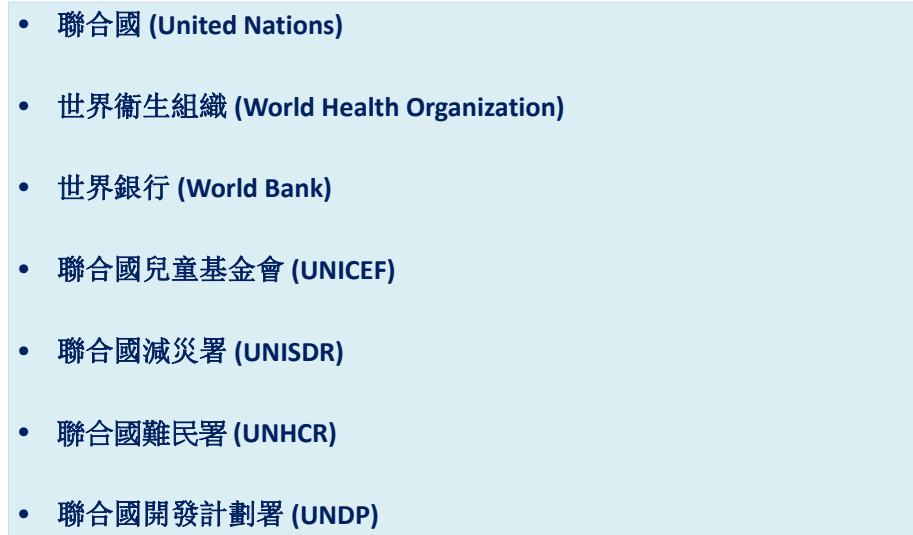 • 聯合國 (United Nations)
• 世界衞生組織 (World Health Organization)
• 世界銀行 (World Bank)
• 聯合國兒童基金會 (UNICEF)
• 聯合國減災署 (UNISDR)
• 聯合國難民署 (UNHCR)
• 聯合國開發計劃署 (UNDP)